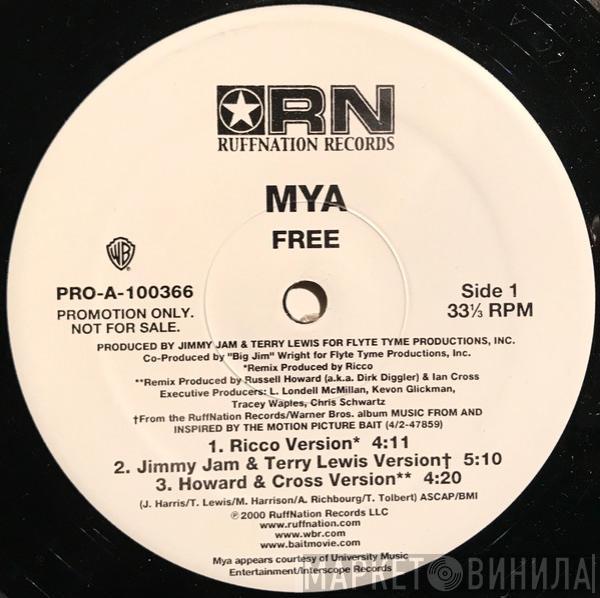 RN
RUFFNATION RECORDS
MYA
FREE
WB
PRO-A-100366
PROMOTION ONLY.
NOT FOR SALE.
Side 1
33⅓ RPM
PRODUCED BY JIMMY JAM & TERRY LEWIS FOR FLYTE TYME PRODUCTIONS, INC.
Co-Produced by "Big Jim" Wright for Flyte Tyme Productions, Inc.
*Remix Produced by Ricco
**Remix Produced by Russell Howard (a.k.a. Dirk Diggler) & Ian Cross
Executive Producers: L. Londell McMillan, Kevon Glickman,
Tracey Waples, Chris Schwartz
†From the RuffNation Records/Warner Bros. album MUSIC FROM AND
INSPIRED BY THE MOTION PICTURE BAIT (4/2-47859)
1. Ricco Version* 4:11
2. Jimmy Jam & Terry Lewis Version† 5:10
3. Howard & Cross Version** 4:20
(J. Harris/T. Lewis/M. Harrison/A. Richbourg/T. Tolbert) ASCAP/BMI
℗2000 RuffNation Records LLC
www.ruffnation.com
www.wbr.com
www.baitmovie.com
Mya appears courtesy of University Music
Entertainment/Interscope Records
МАРКЕТ ВИНИЛА